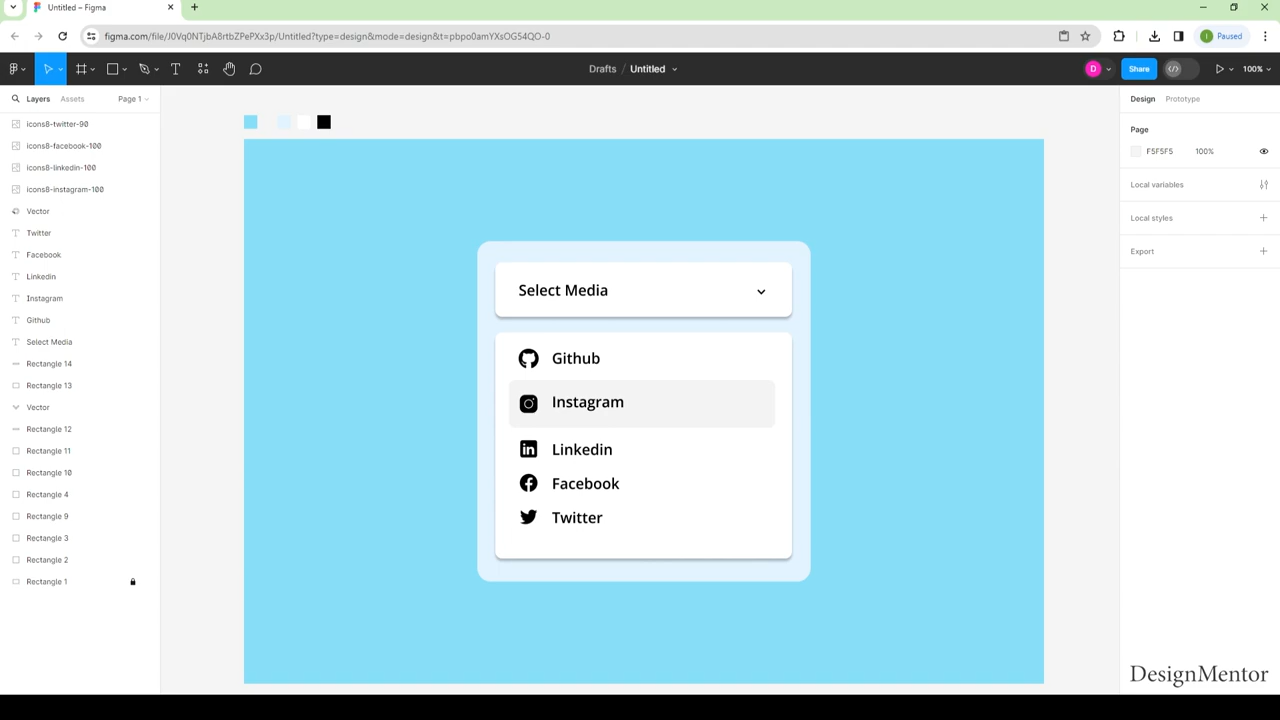 Untitled – Figma
figma.com/file/J0Vq0NTjbA8rtbZPePXx3p/Untitled?type=design&mode=design&t=pbpo0amYXsOG54QO-0
Paused
Drafts / Untitled
D
Share
100%
Layers Assets Page 1
Design Prototype
icons8-twitter-90
icons8-facebook-100
icons8-linkedin-100
icons8-instagram-100
Vector
Twitter
Facebook
Linkedin
Instagram
Github
Select Media
Rectangle 14
Rectangle 13
Vector
Rectangle 12
Rectangle 11
Rectangle 10
Rectangle 4
Rectangle 9
Rectangle 3
Rectangle 2
Rectangle 1
Select Media
Github
Instagram
Linkedin
Facebook
Twitter
Page
F5F5F5 100%
Local variables
Local styles
Export
DesignMentor